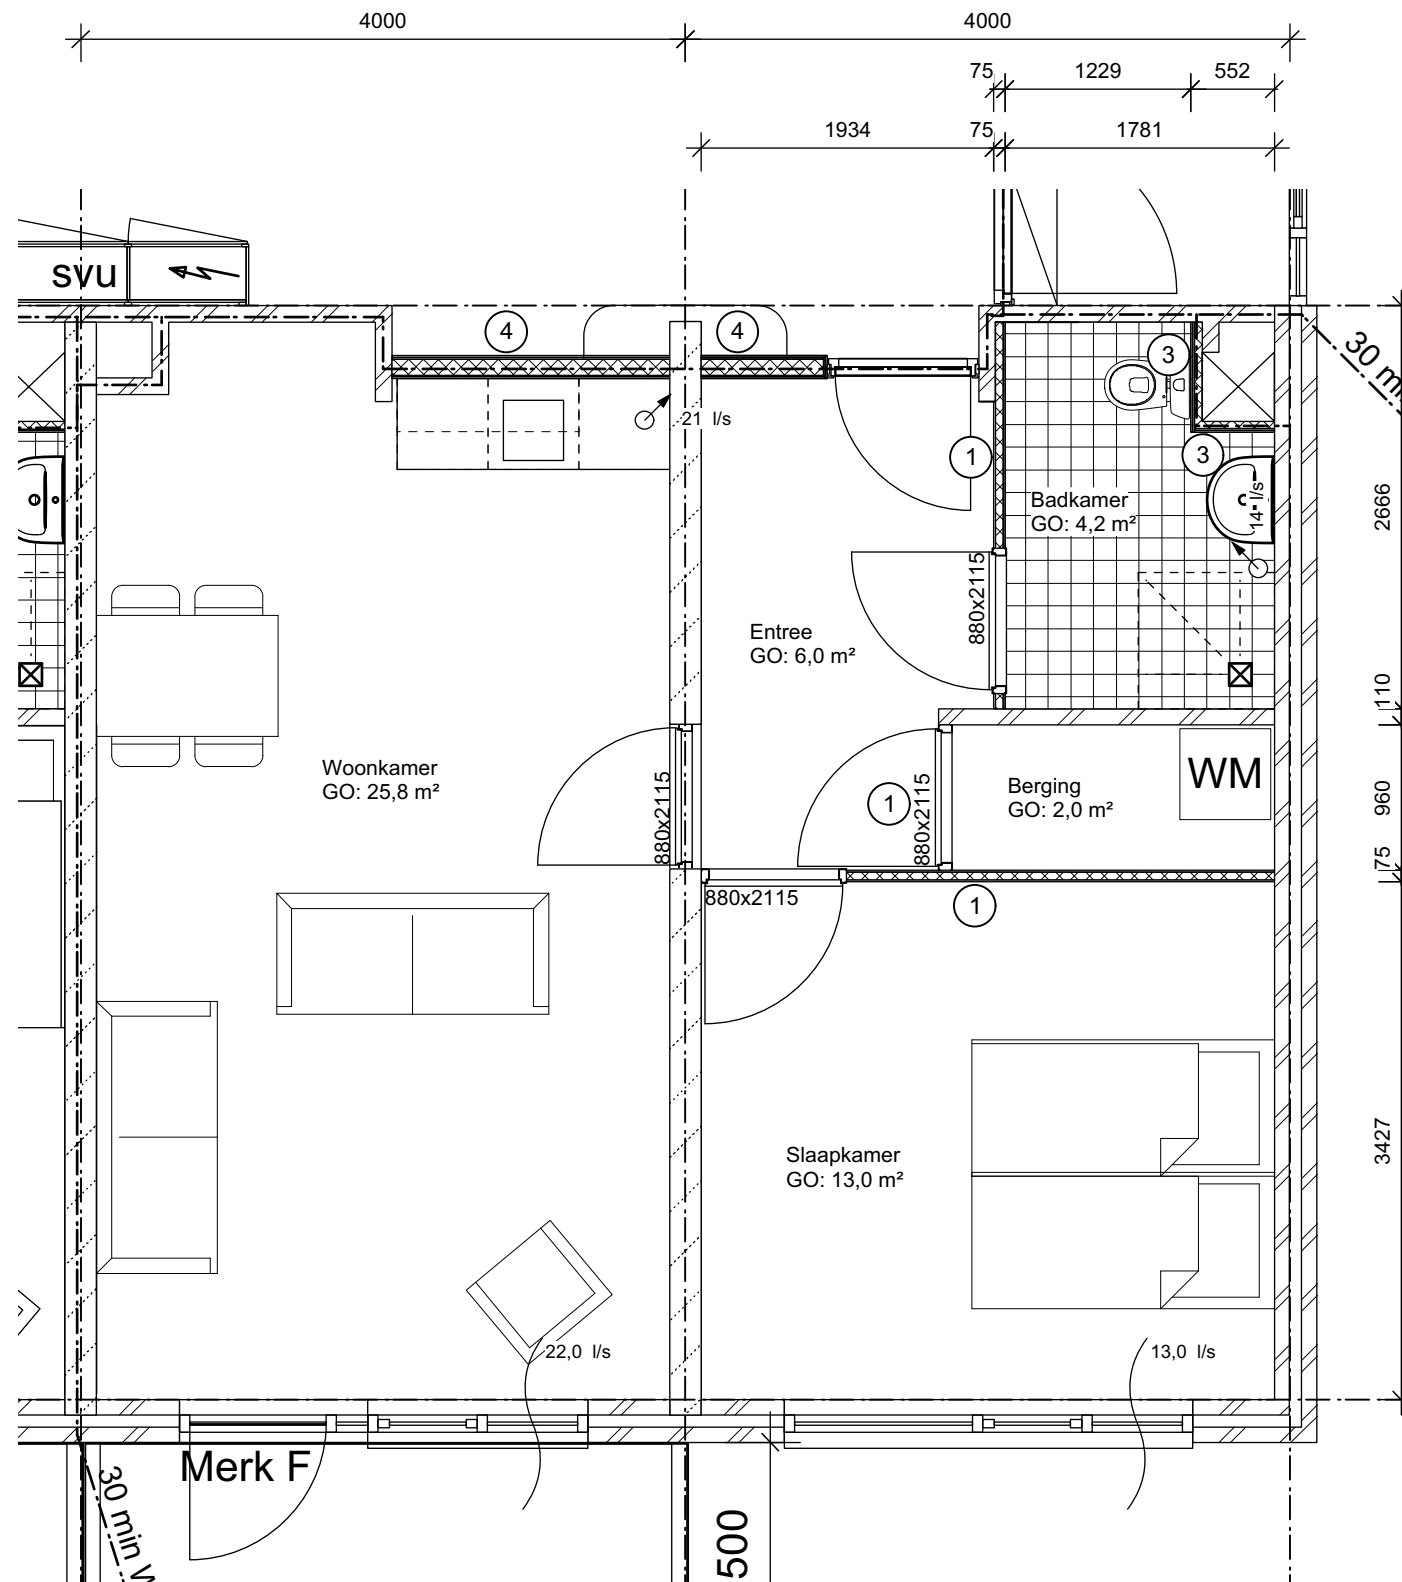 4000
4000
75
1229
552
1934
75
1781
svu
4
4
3
30 m
21 l/s
1
3
Badkamer
GO: 4,2 m²
14 l/s
2666
880x2115
Entree
GO: 6,0 m²
110
Woonkamer
GO: 25,8 m²
880x2115
1
880x2115
Berging
GO: 2,0 m²
WM
960
75
880x2115
1
Slaapkamer
GO: 13,0 m²
3427
22,0 l/s
13,0 l/s
Merk F
30 min W
500